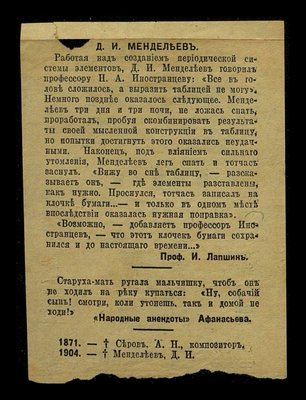 Д. И. МЕНДЕЛЬЕВЪ.
Работая надъ созданіемъ періодической си-
стемы элементовъ, Д. И. Менделѣевъ говорилъ
профессору Н. А. Иностранцеву: «Все въ го-
ловѣ сложилось, а выразить таблицей не могу».
Немного позднѣе оказалось слѣдующее. Менде-
лѣевъ три дня и три ночи, не ложась спать,
проработалъ, пробуя скомбинировать результа-
ты своей мысленной конструкціи въ таблицу,
но попытки достигнуть этого оказались неудач-
ными. Наконецъ, подъ вліяніемъ сильнаго
утомленія, Менделѣевъ легъ спать и тотчасъ
заснулъ. «Вижу во снѣ таблицу, — разска-
зываетъ онъ, — гдѣ элементы разставлены,
какъ нужно. Проснулся, тотчасъ записалъ на
клочкѣ бумаги...— и только въ одномъ мѣстѣ
впослѣдствіи оказалась нужная поправка».
«Возможно, — добавляетъ профессоръ Ино-
странцевъ, — что этотъ клочекъ бумаги сохра-
нился и до настоящаго времени...»
Проф. И. Лапшинъ.
Старуха-мать ругала мальчишку, чтобъ онъ
не ходилъ на рѣку купаться: «Ну, собачій
сынъ! смотри, коли утонешь, такъ и домой не
ходи!»
«Народные анекдоты» Афанасьева.
1871. — † Сѣровъ, А. Н., композиторъ,
1904. — † Менделѣевъ, Д. И.